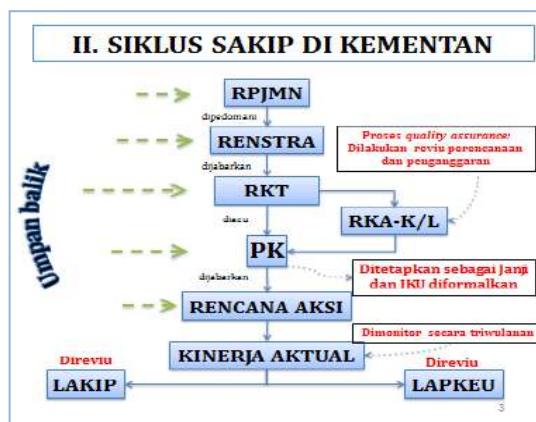 II. SIKLUS SAKIP DI KEMENTAN
RPJMN
dipedomani
RENSTRA
Proses quality assurance:
Dilakukan reviu perencanaan
dan penganggaran
dijabarkan
RKT
RKA-K/L
diacu
Umpan balik
PK
Ditetapkan sebagai Janji
dan IKU diformalkan
dijabarkan
RENCANA AKSI
Dimonitor secara triwulanan
KINERJA AKTUAL
Direviu
Direviu
LAKIP
LAPKEU
3